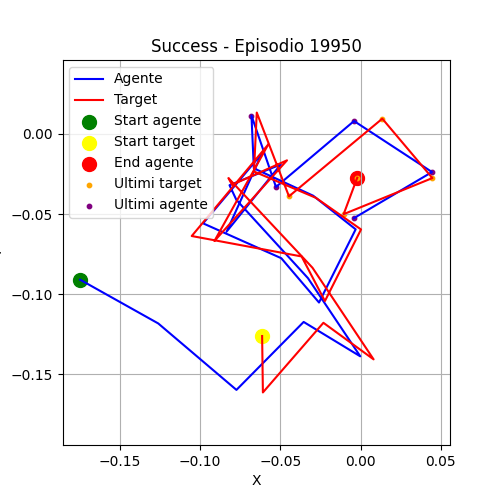 Success - Episodio 19950
Agente
Target
Start agente
Start target
End agente
Ultimi target
Ultimi agente
0.00
−0.05
−0.10
−0.15
−0.15
−0.10
−0.05
0.00
0.05
X